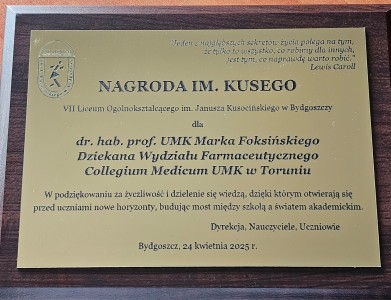 "Jeden z najgłębszych sekretów życia polega na tym,
że tylko to wszystko, co robimy dla innych,
jest tym, co naprawdę warto robić."
Lewis Caroll
NAGRODA IM. KUSEGO
VII Liceum Ogólnokształcącego im. Janusza Kusocińskiego w Bydgoszczy
dla
dr. hab. prof. UMK Marka Foksińskiego
Dziekana Wydziału Farmaceutycznego
Collegium Medicum UMK w Toruniu
W podziękowaniu za życzliwość i dzielenie się wiedzą, dzięki którym otwierają się
przed uczniami nowe horyzonty, budując most między szkołą a światem akademickim.
Dyrekcja, Nauczyciele, Uczniowie
Bydgoszcz, 24 kwietnia 2025 r.